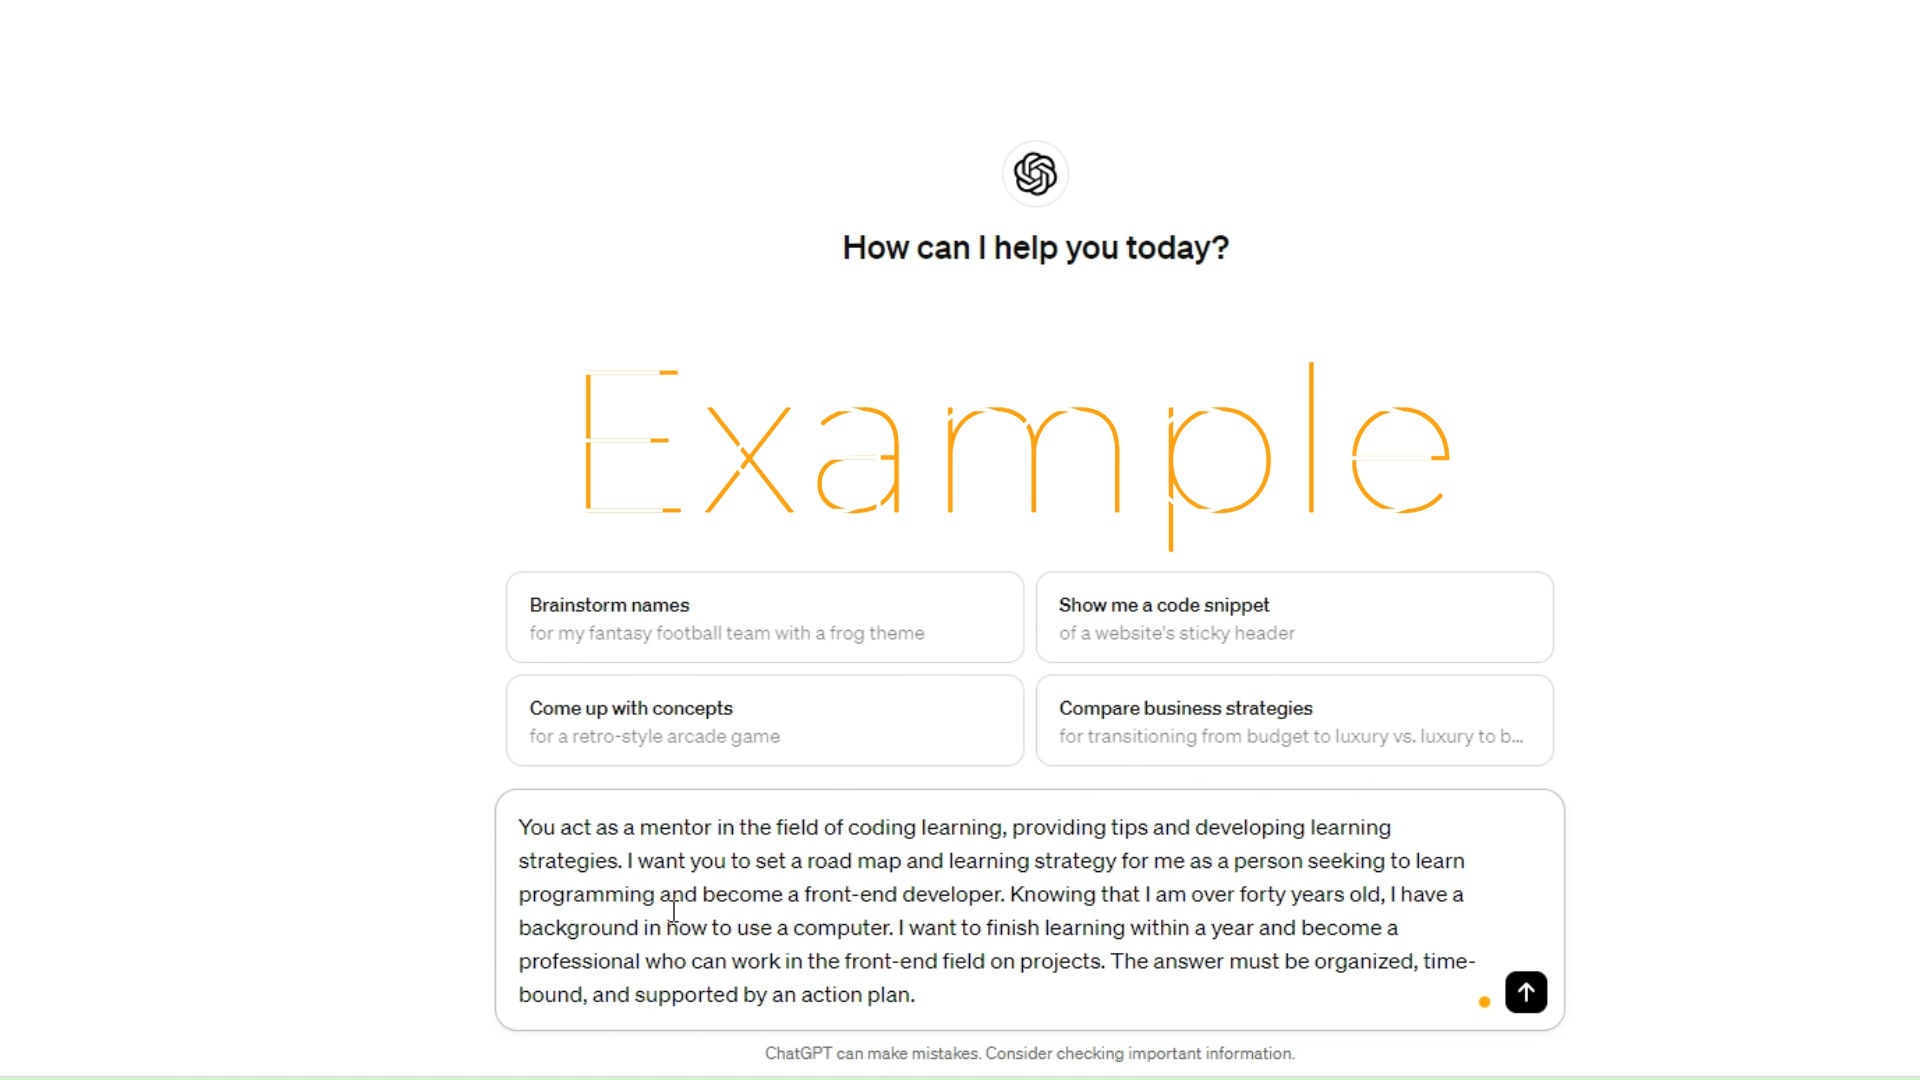 How can I help you today?
Example
Brainstorm names
for my fantasy football team with a frog theme
Show me a code snippet
of a website's sticky header
Come up with concepts
for a retro-style arcade game
Compare business strategies
for transitioning from budget to luxury vs. luxury to b...
You act as a mentor in the field of coding learning, providing tips and developing learning
strategies. I want you to set a road map and learning strategy for me as a person seeking to learn
programming and become a front-end developer. Knowing that I am over forty years old, I have a
background in how to use a computer. I want to finish learning within a year and become a
professional who can work in the front-end field on projects. The answer must be organized, time-
bound, and supported by an action plan.
ChatGPT can make mistakes. Consider checking important information.